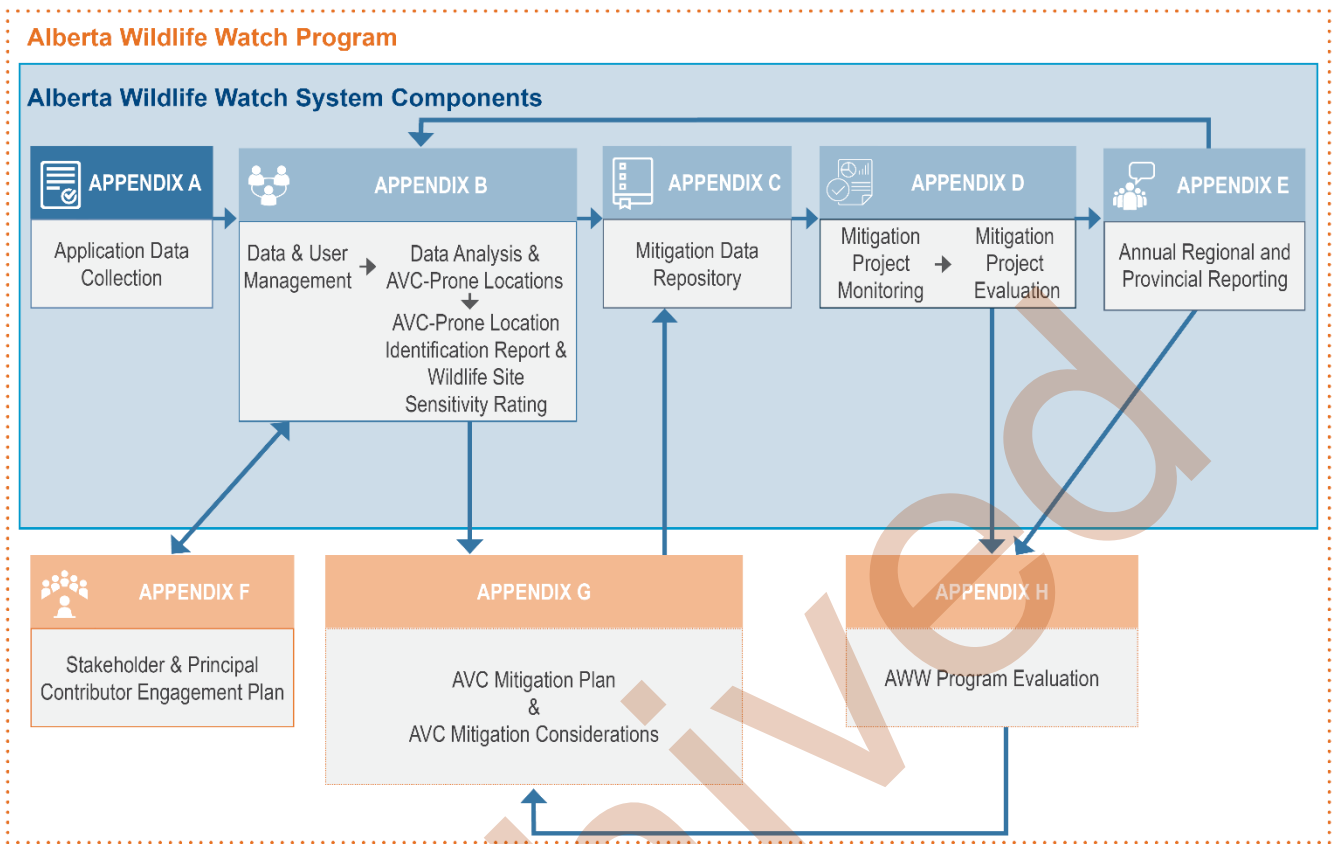 Alberta Wildlife Watch Program
Alberta Wildlife Watch System Components
APPENDIX A
Application Data
Collection
APPENDIX B
Data & User
Management
Data Analysis &
AVC-Prone Locations
AVC-Prone Location
Identification Report &
Wildlife Site
Sensitivity Rating
APPENDIX C
Mitigation Data
Repository
APPENDIX D
Mitigation
Project
Monitoring
Mitigation
Project
Evaluation
APPENDIX E
Annual Regional and
Provincial Reporting
APPENDIX F
Stakeholder & Principal
Contributor Engagement Plan
APPENDIX G
AVC Mitigation Plan
&
AVC Mitigation Considerations
APPENDIX H
AWW Program Evaluation